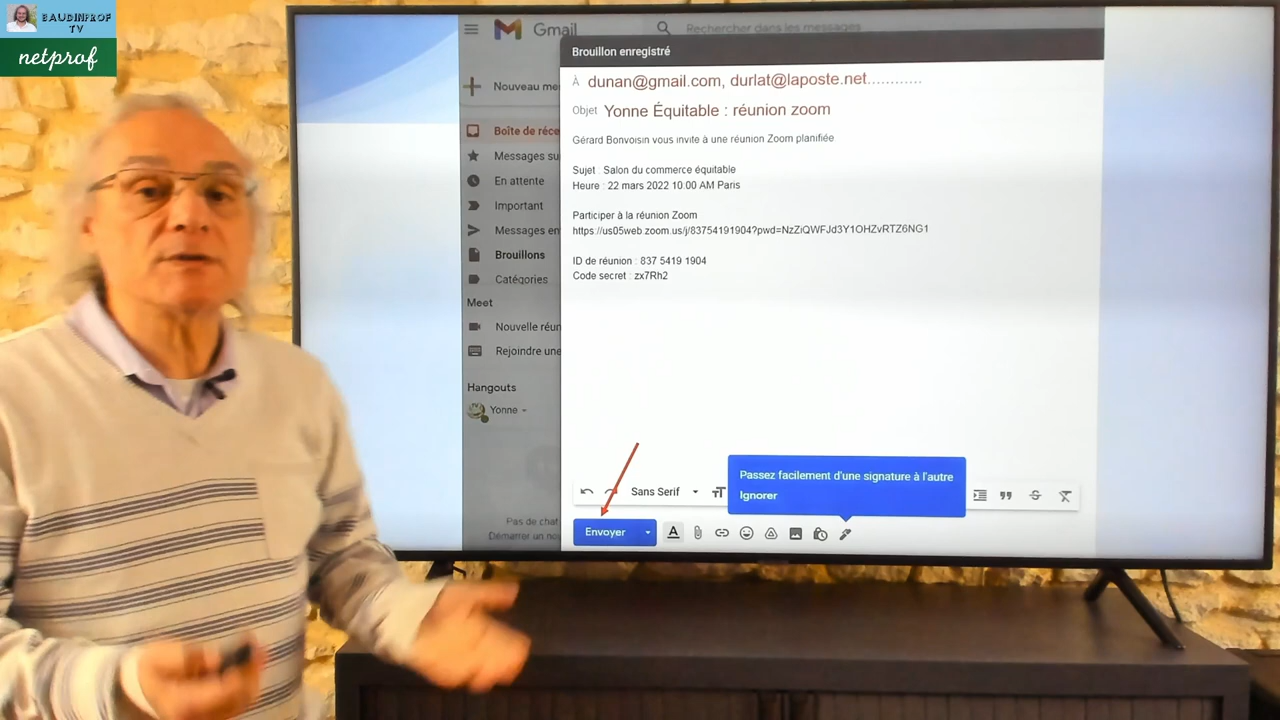 BAUDINPROF
TV
netprof
Gmail
Rechercher dans les messages
Nouveau me
Boîte de réce
Messages su
En attente
Important
Messages en
Brouillons
Catégories
Meet
Nouvelle réun
Rejoindre une
Hangouts
Yonne
Pas de chat
Démarrer un nou
Brouillon enregistré
À dunan@gmail.com, durlat@laposte.net............
Objet Yonne Équitable : réunion zoom
Gérard Bonvoisin vous invite à une réunion Zoom planifiée
Sujet : Salon du commerce équitable
Heure : 22 mars 2022 10:00 AM Paris
Participer à la réunion Zoom
https://us05web.zoom.us/j/83754191904?pwd=NzZiQWFJd3Y1OHZvRTZ6NG1
ID de réunion : 837 5419 1904
Code secret : zx7Rh2
Passez facilement d'une signature à l'autre
Ignorer
Sans Serif
Envoyer